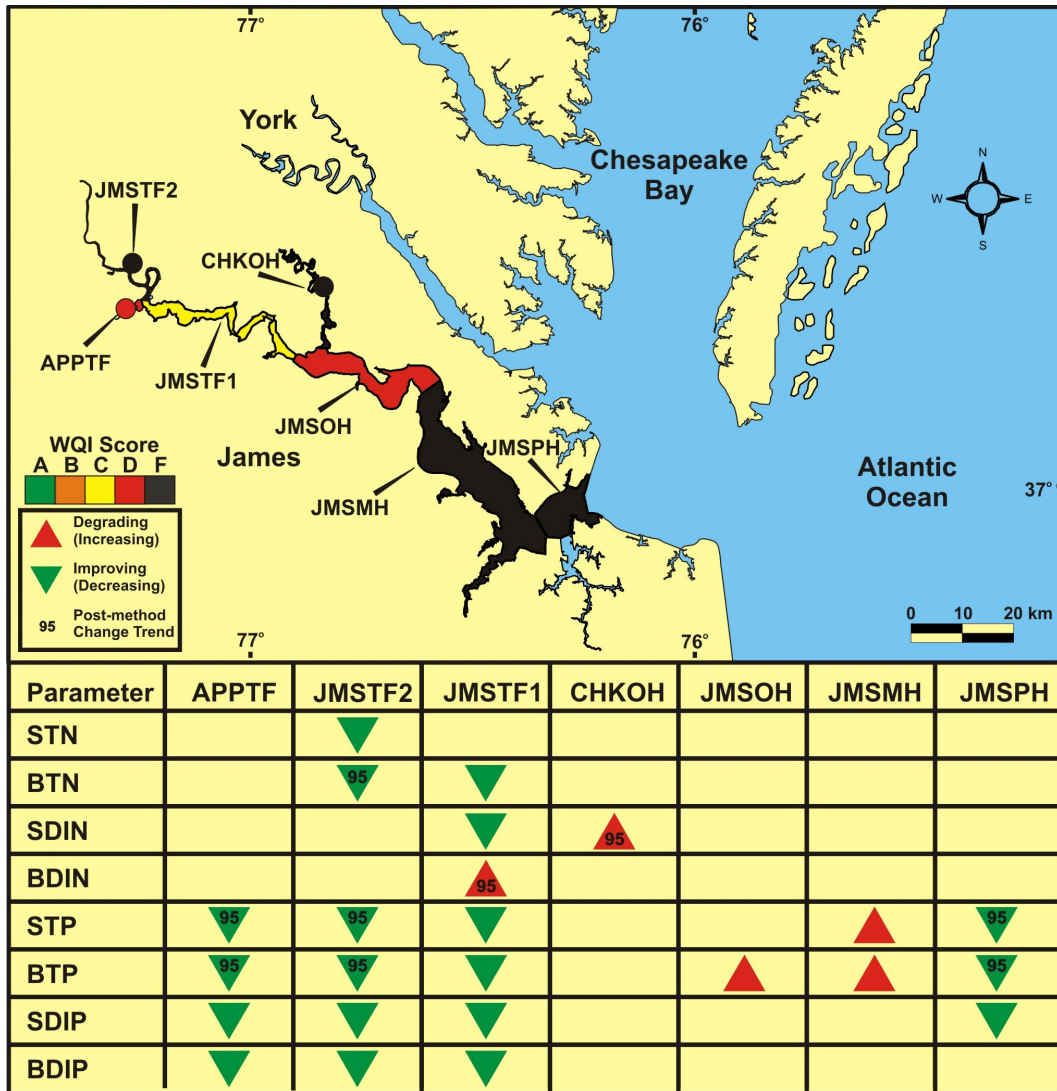 77°
76°
York
Chesapeake
Bay
N
W
E
S
JMSTF2
CHKOH
APPTF
JMSTF1
JMSOH
James
JMSPH
JMSMH
Atlantic
Ocean
37°
WQI Score
A B C D F
Degrading
(Increasing)
Improving
(Decreasing)
95 Post-method
Change Trend
0 10 20 km
77°
76°
Parameter APPTF JMSTF2 JMSTF1 CHKOH JMSOH JMSMH JMSPH
STN
BTN 95
SDIN 95
BDIN 95
STP 95 95 95
BTP 95 95 95
SDIP
BDIP